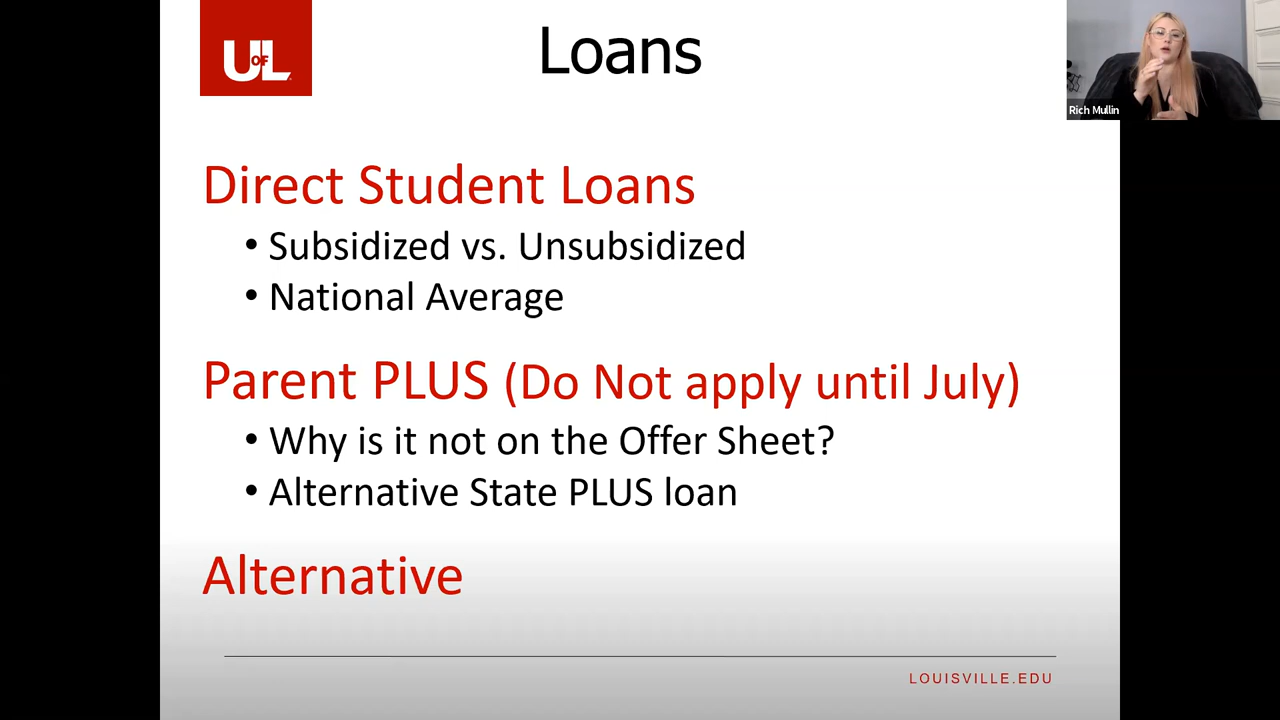 UOFL
Loans
Rich Mullin
Direct Student Loans
• Subsidized vs. Unsubsidized
• National Average
Parent PLUS (Do Not apply until July)
• Why is it not on the Offer Sheet?
• Alternative State PLUS loan
Alternative
LOUISVILLE.EDU